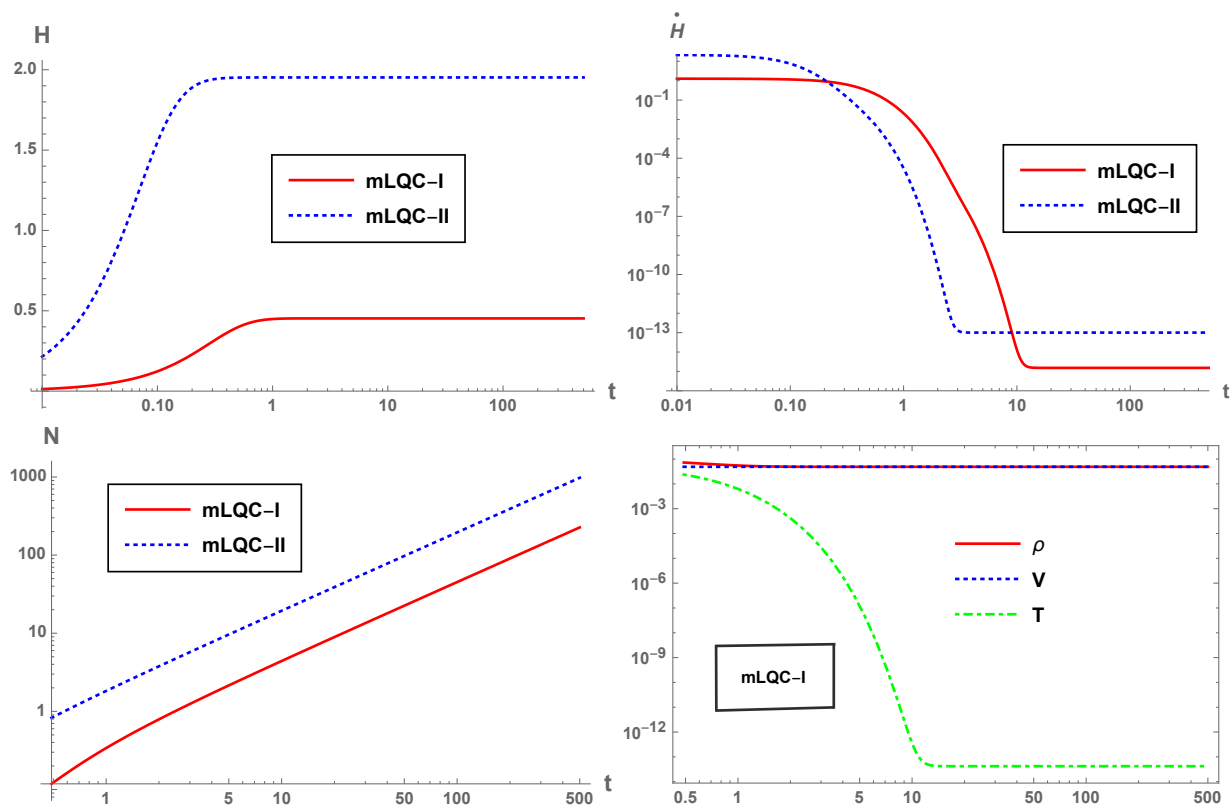 H
2.0
1.5
1.0
0.5
0.10 1 10 100 t
mLQC–I
mLQC–II
Ḣ
10⁻¹
10⁻⁴
10⁻⁷
10⁻¹⁰
10⁻¹³
0.01 0.10 1 10 100 t
mLQC–I
mLQC–II
N
1000
100
10
1
1 5 10 50 100 500 t
mLQC–I
mLQC–II
10⁻³
10⁻⁶
10⁻⁹
10⁻¹²
0.5 1 5 10 50 100 500
ρ
V
T
mLQC–I